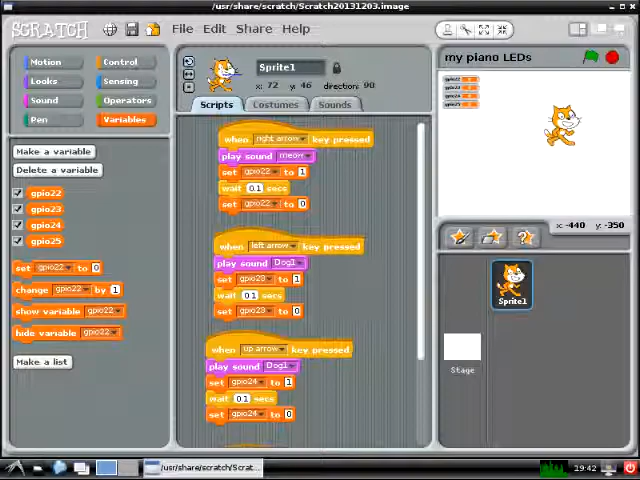 /usr/share/scratch/Scratch20131203.image
SCRATCH
File Edit Share Help
Motion Control
Looks Sensing
Sound Operators
Pen Variables
Make a variable
Delete a variable
gpio22
gpio23
gpio24
gpio25
set gpio22 to 0
change gpio22 by 1
show variable gpio22
hide variable gpio22
Make a list
Sprite1
x: 72 y: 46 direction: 90
Scripts Costumes Sounds
when right arrow key pressed
play sound meow
set gpio22 to 1
wait 0.1 secs
set gpio22 to 0
when left arrow key pressed
play sound Dog1
set gpio23 to 1
wait 0.1 secs
set gpio23 to 0
when up arrow key pressed
play sound Dog1
set gpio24 to 1
wait 0.1 secs
set gpio24 to 0
my piano LEDs
gpio22
gpio23
gpio24
gpio25
x: -440 y: -350
Sprite1
Stage
/usr/share/scratch/Scrat...
19:42